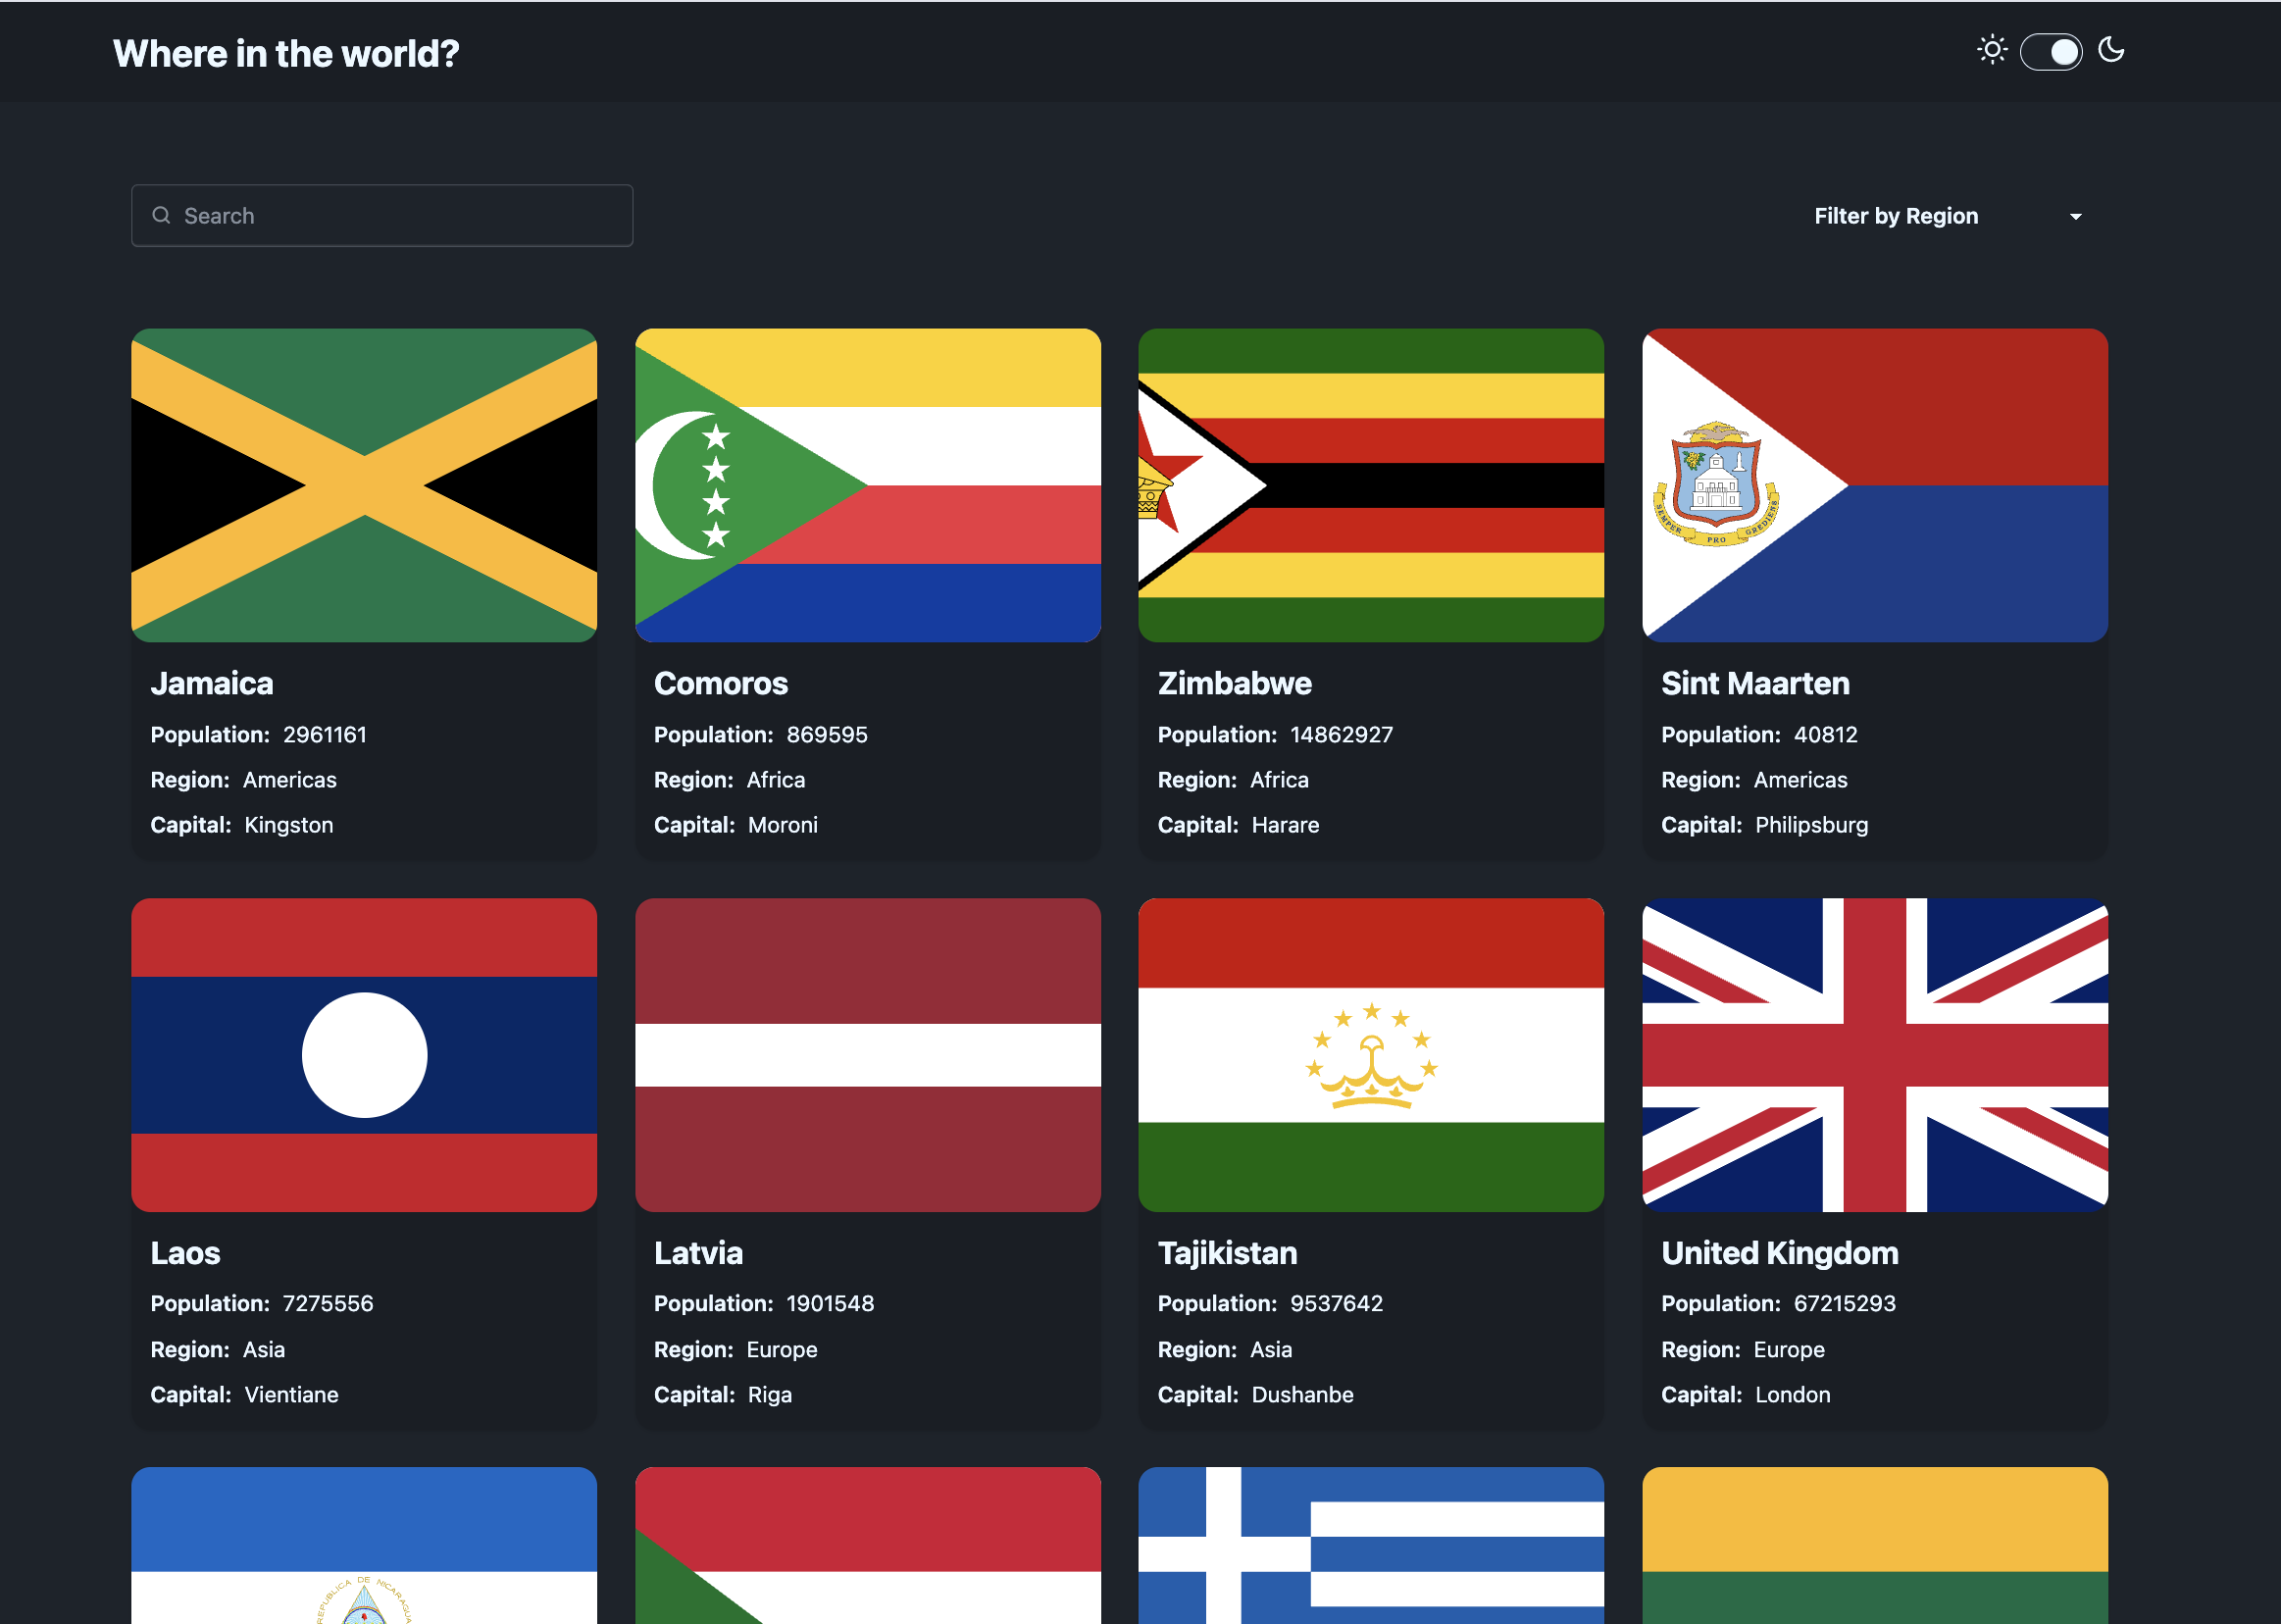 Where in the world?
Search
Filter by Region
SEMPER PRO GREDIENS
Jamaica
Population: 2961161
Region: Americas
Capital: Kingston
Comoros
Population: 869595
Region: Africa
Capital: Moroni
Zimbabwe
Population: 14862927
Region: Africa
Capital: Harare
Sint Maarten
Population: 40812
Region: Americas
Capital: Philipsburg
Laos
Population: 7275556
Region: Asia
Capital: Vientiane
Latvia
Population: 1901548
Region: Europe
Capital: Riga
Tajikistan
Population: 9537642
Region: Asia
Capital: Dushanbe
United Kingdom
Population: 67215293
Region: Europe
Capital: London
REPUBLICA DE NICARAGUA